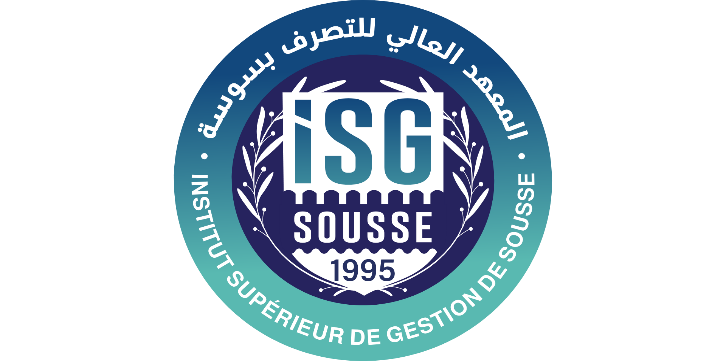 المعهد العالي للتصرف بسوسة
iSG
SOUSSE
1995
INSTITUT SUPÉRIEUR DE GESTION DE SOUSSE